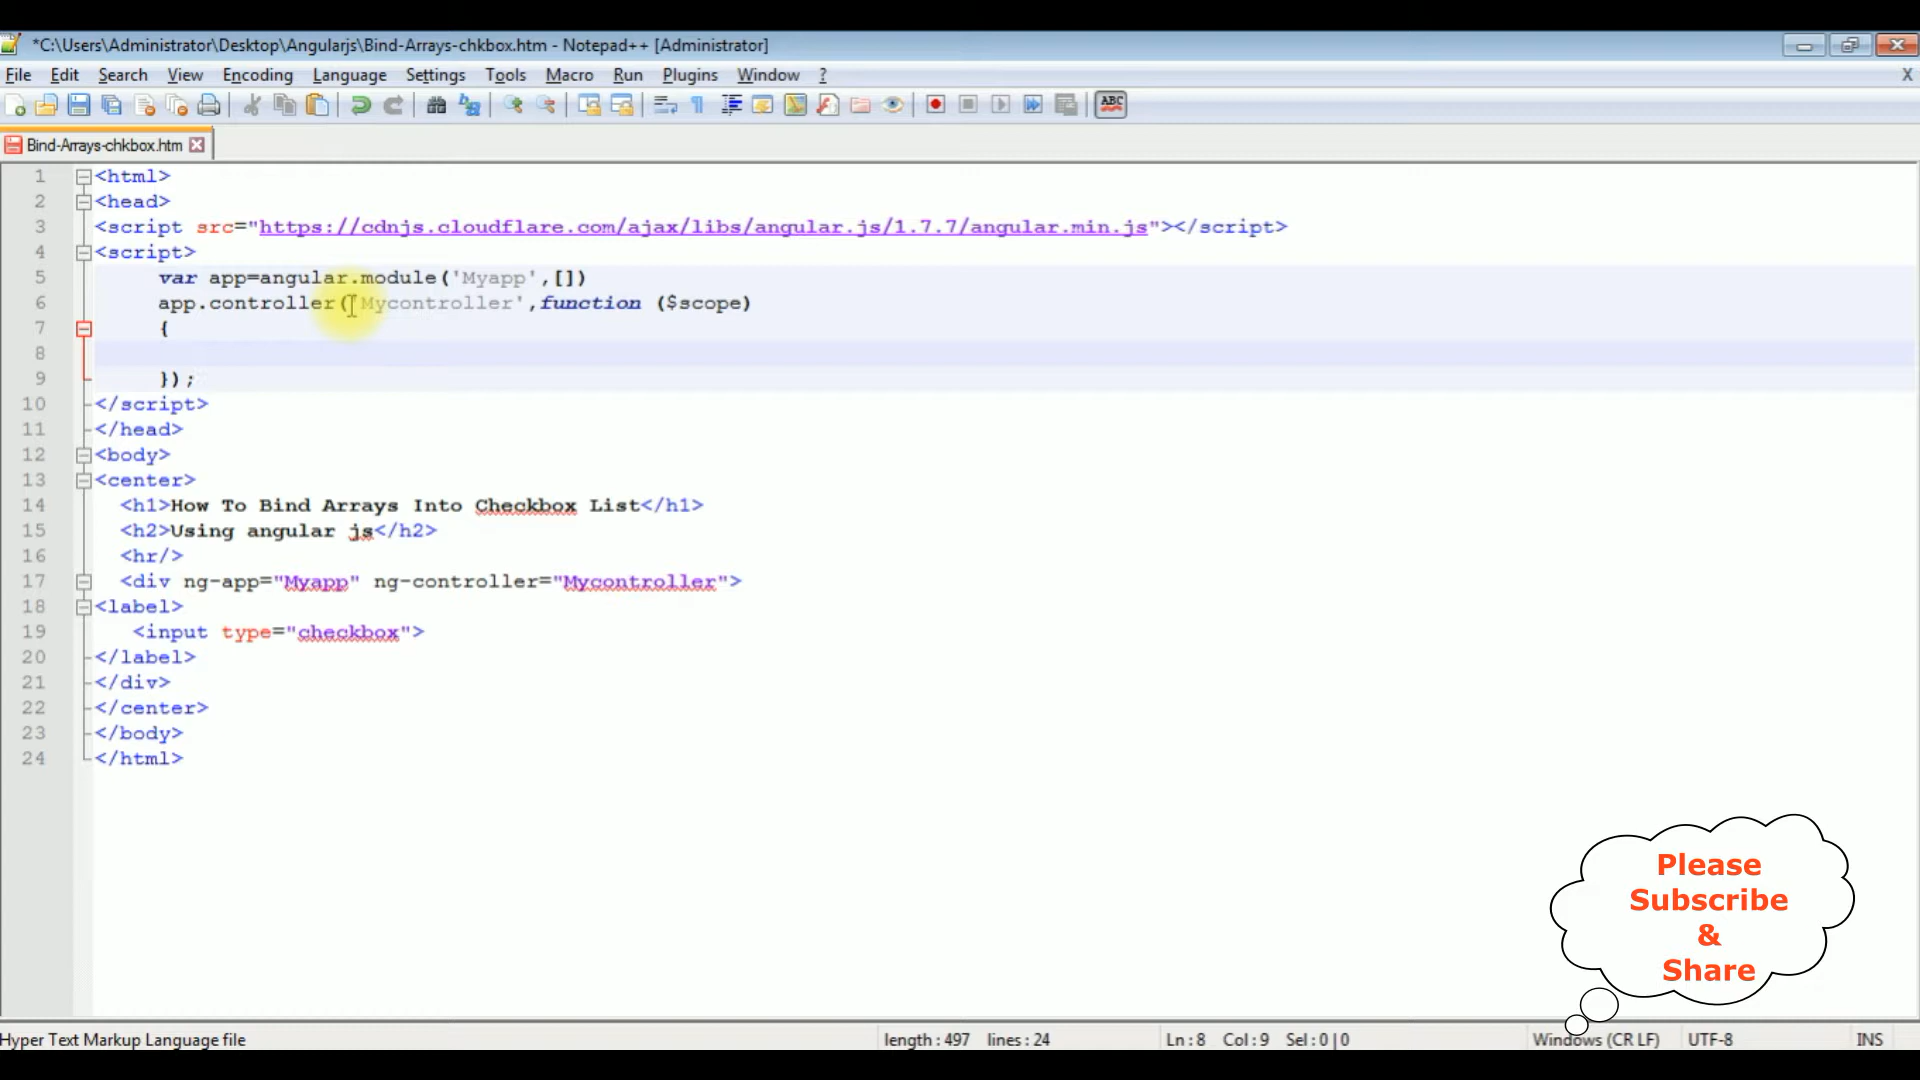 *C:\Users\Administrator\Desktop\Angularjs\Bind-Arrays-chkbox.htm - Notepad++ [Administrator]
File Edit Search View Encoding Language Settings Tools Macro Run Plugins Window ? X
ABC
Bind-Arrays-chkbox.htm
1 <html>
2 <head>
3 <script src="https://cdnjs.cloudflare.com/ajax/libs/angular.js/1.7.7/angular.min.js"></script>
4 <script>
5 var app=angular.module('Myapp',[])
6 app.controller('Mycontroller',function ($scope)
7 {
8
9 });
10 </script>
11 </head>
12 <body>
13 <center>
14 <h1>How To Bind Arrays Into Checkbox List</h1>
15 <h2>Using angular js</h2>
16 <hr/>
17 <div ng-app="Myapp" ng-controller="Mycontroller">
18 <label>
19 <input type="checkbox">
20 </label>
21 </div>
22 </center>
23 </body>
24 </html>
Please
Subscribe
&
Share
Hyper Text Markup Language file length : 497 lines : 24 Ln : 8 Col : 9 Sel : 0 | 0 Windows (CR LF) UTF-8 INS